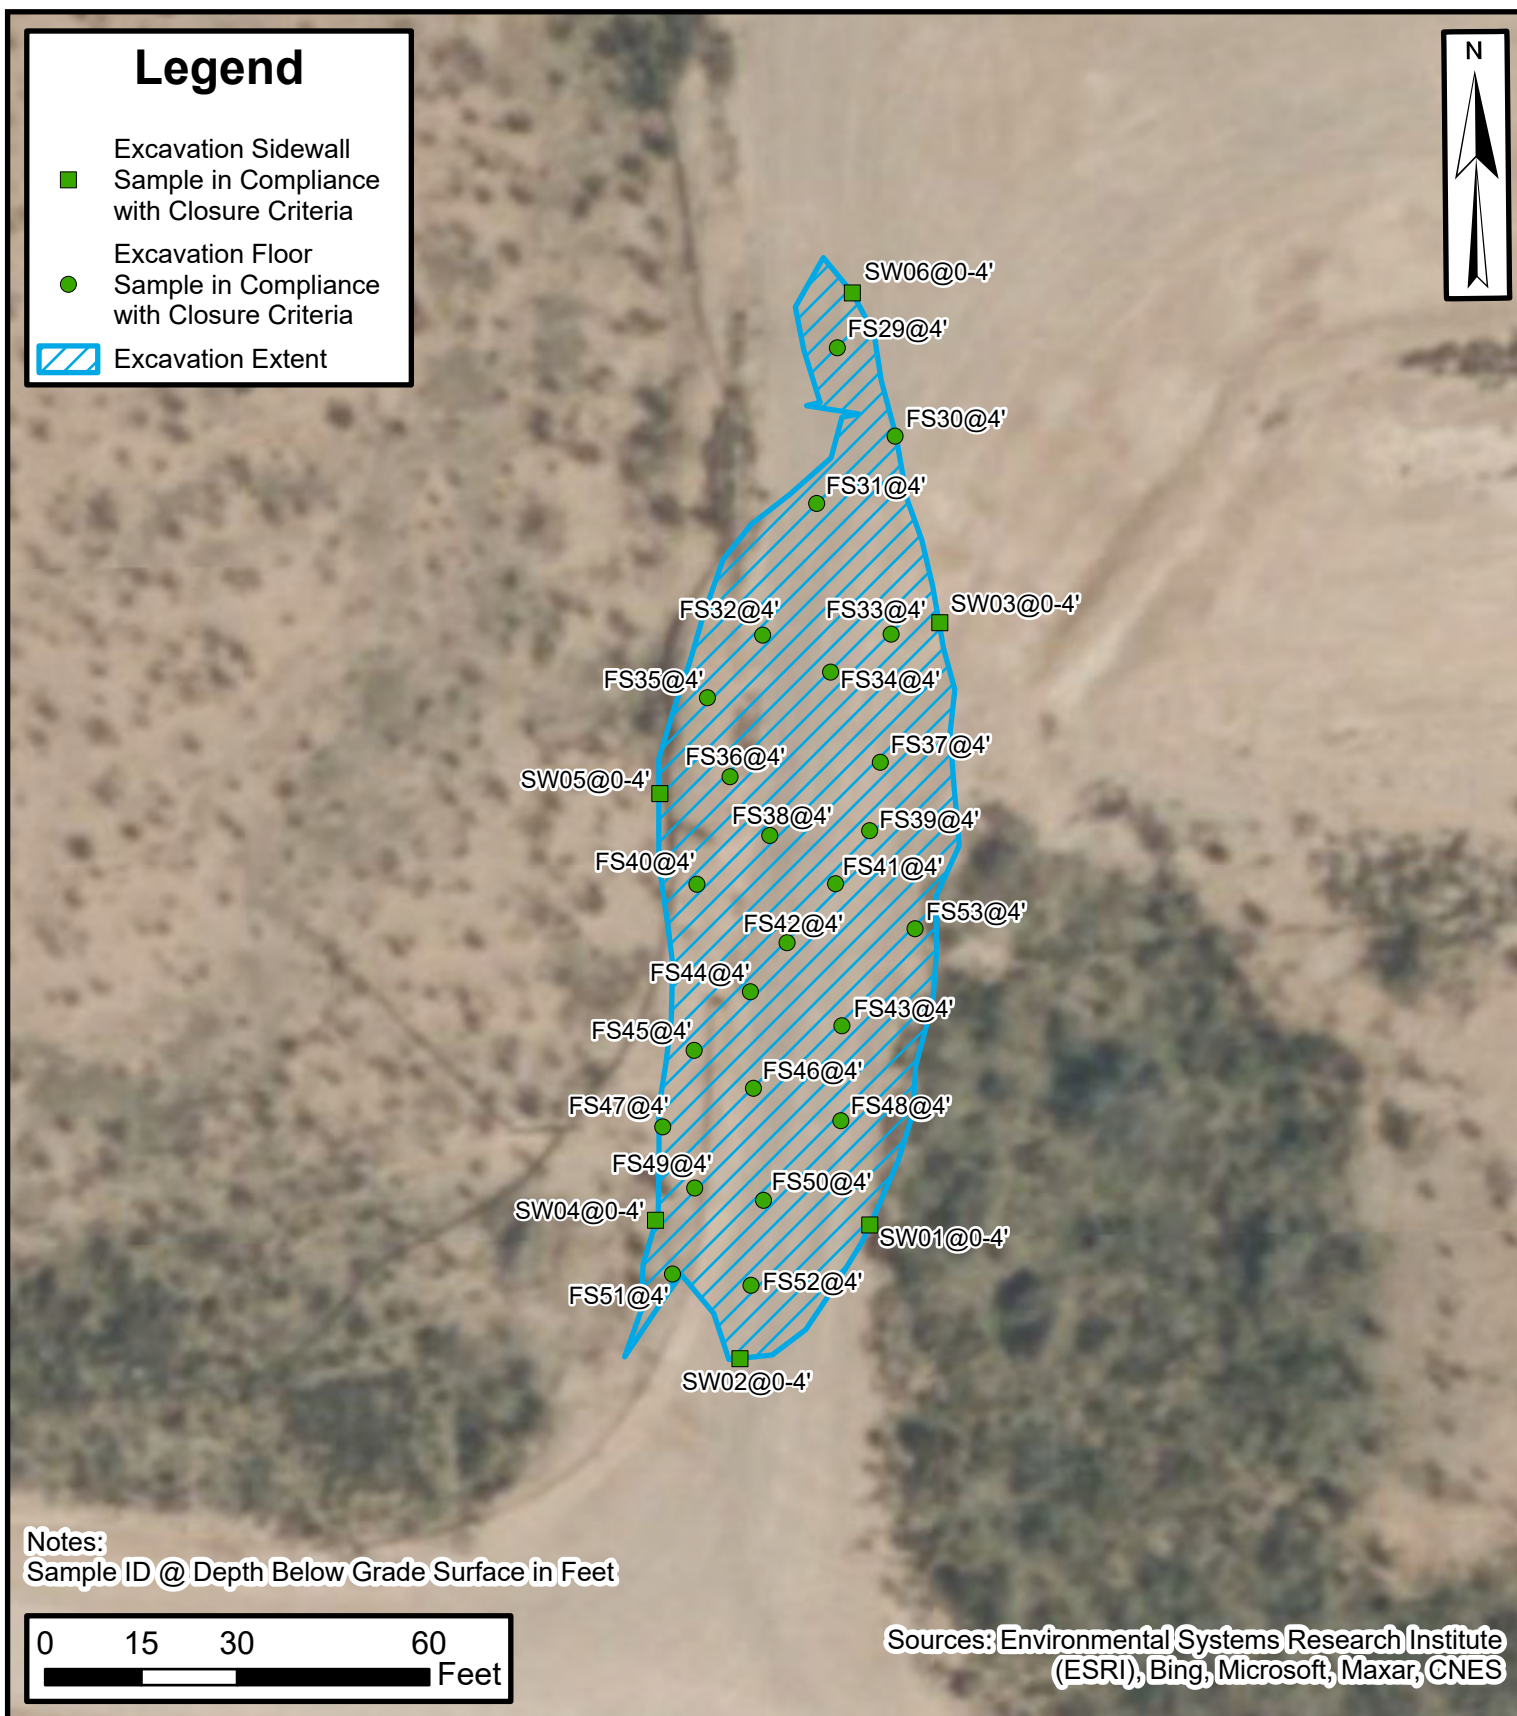 Legend
Excavation Sidewall
Sample in Compliance
with Closure Criteria
Excavation Floor
Sample in Compliance
with Closure Criteria
Excavation Extent
N
SW06@0-4'
FS29@4'
FS30@4'
FS31@4'
FS32@4'
FS33@4'
SW03@0-4'
FS34@4'
FS35@4'
FS36@4'
FS37@4'
SW05@0-4'
FS38@4'
FS39@4'
FS40@4'
FS41@4'
FS53@4'
FS42@4'
FS44@4'
FS43@4'
FS45@4'
FS46@4'
FS47@4'
FS48@4'
FS49@4'
FS50@4'
SW04@0-4'
SW01@0-4'
FS51@4'
FS52@4'
SW02@0-4'
Notes:
Sample ID @ Depth Below Grade Surface in Feet
0 15 30 60
Feet
Sources: Environmental Systems Research Institute
(ESRI), Bing, Microsoft, Maxar, CNES